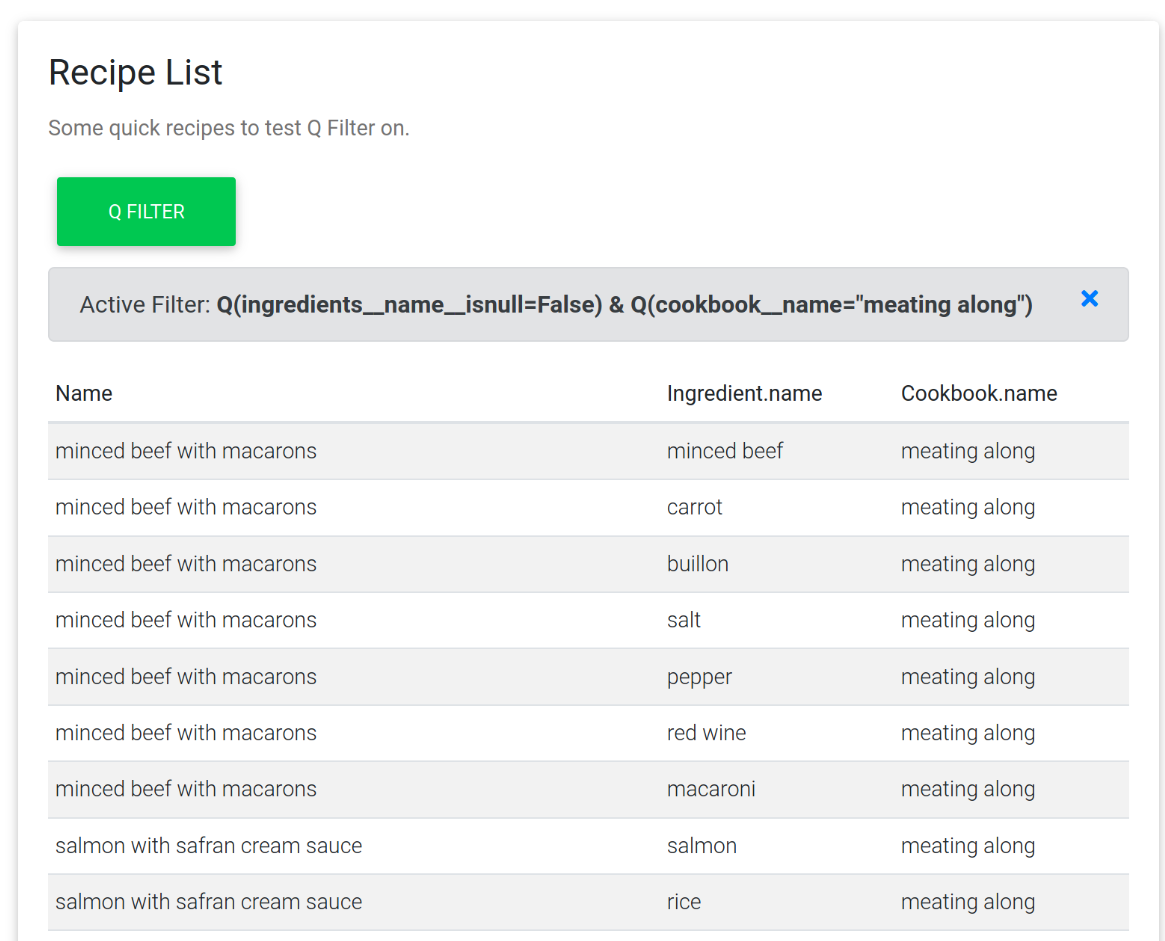 Recipe List
Some quick recipes to test Q Filter on.
Q FILTER
Active Filter: Q(ingredients__name__isnull=False) & Q(cookbook__name="meating along")
Name Ingredient.name Cookbook.name
minced beef with macarons minced beef meating along
minced beef with macarons carrot meating along
minced beef with macarons buillon meating along
minced beef with macarons salt meating along
minced beef with macarons pepper meating along
minced beef with macarons red wine meating along
minced beef with macarons macaroni meating along
salmon with safran cream sauce salmon meating along
salmon with safran cream sauce rice meating along